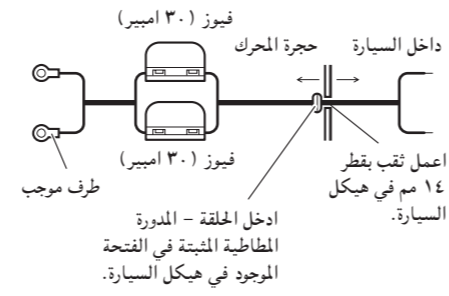 فيوز (٣٠ امبير)
داخل السيارة
حجرة المحرك
فيوز (٣٠ امبير)
طرف موجب
اعمل ثقب بقطر
١٤ مم في هيكل
السيارة.
ادخل الحلقة – المدورة
المطاطية المثبتة في الفتحة
الموجود في هيكل السيارة.